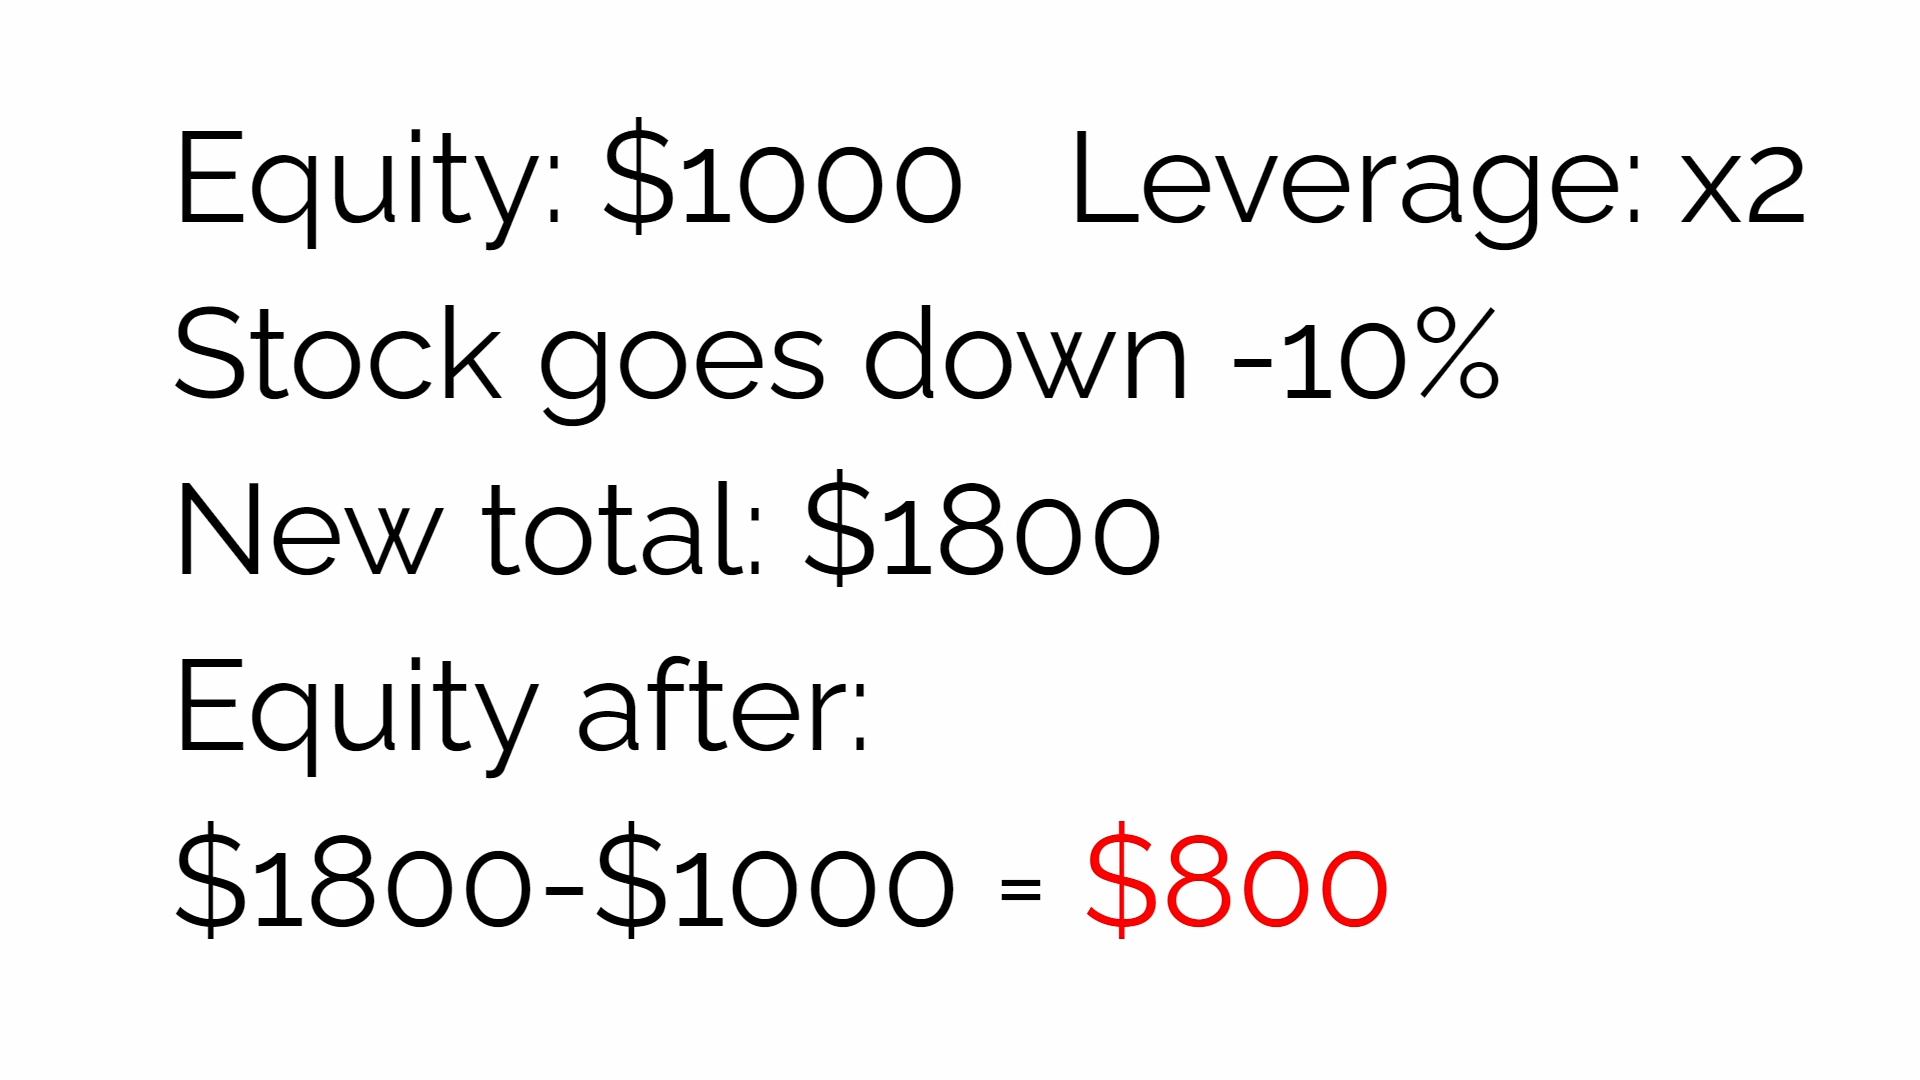 Equity: $1000 Leverage: x2
Stock goes down -10%
New total: $1800
Equity after:
$1800-$1000 = $800